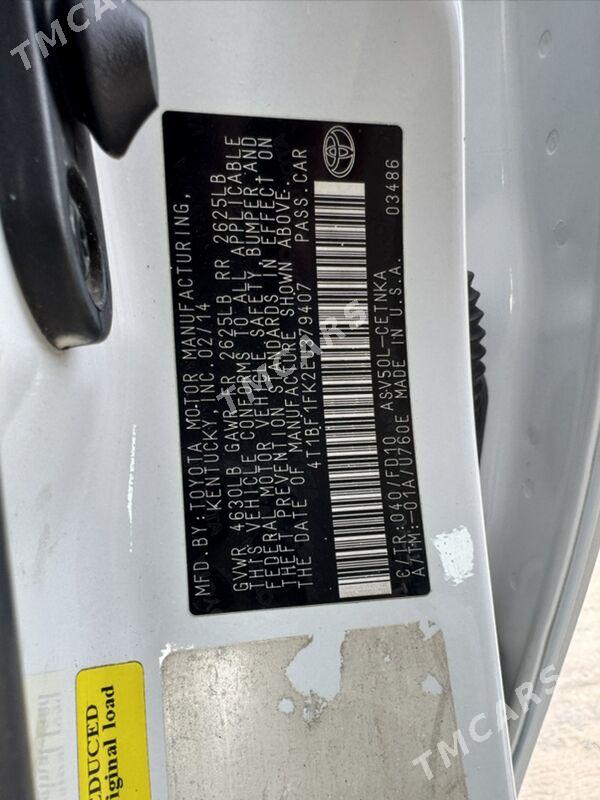 TMCARS
MFD. BY: TOYOTA MOTOR MANUFACTURING,
KENTUCKY, INC. 02/14
GVWR 4630LB GAWR FR 2625LB RR 2625LB
THIS VEHICLE CONFORMS TO ALL APPLICABLE
FEDERAL MOTOR VEHICLE SAFETY, BUMPER AND
THEFT PREVENTION STANDARDS IN EFFECT ON
THE DATE OF MANUFACTURE SHOWN ABOVE.
PASS. CAR
C/TR:040/FD10 ASV50L-CETNKA
A/TM:-01A/U760E MADE IN U.S.A.
03486
TMCARS
TMCARS
EDUCED
iginal load